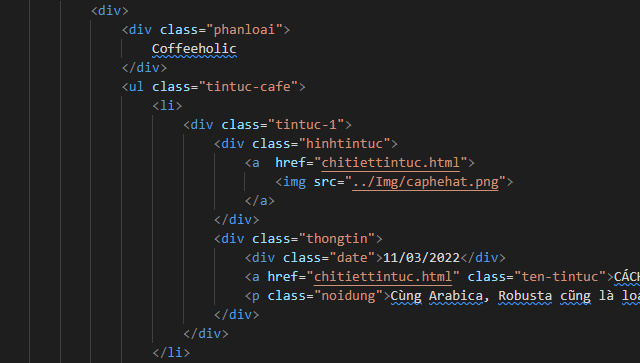 <div>
<div class="phanloai">
Coffeeholic
</div>
<ul class="tintuc-cafe">
<li>
<div class="tintuc-1">
<div class="hinhtintuc">
<a  href="chitiettintuc.html">
<img src="../Img/caphehat.png">
</a>
</div>
<div class="thongtin">
<div class="date">11/03/2022</div>
<a href="chitiettintuc.html" class="ten-tintuc">CÁCH
<p class="noidung">Cùng Arabica, Robusta cũng là loạ
</div>
</div>
</li>